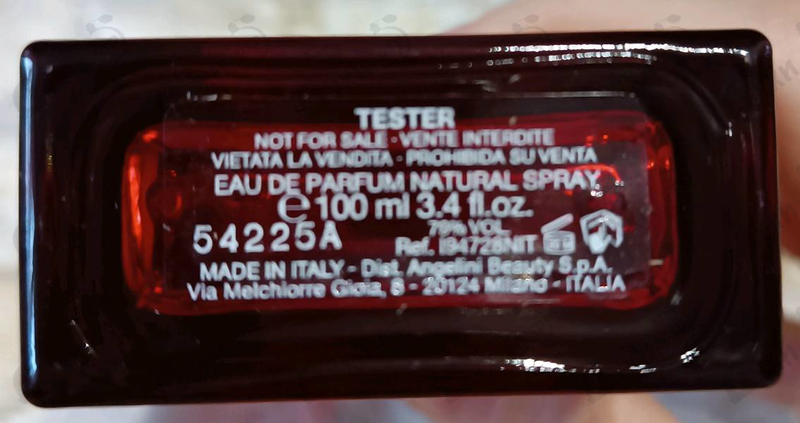 TESTER
NOT FOR SALE - VENTE INTERDITE
VIETATA LA VENDITA - PROHIBIDA SU VENTA
EAU DE PARFUM NATURAL SPRAY
e 100 ml 3.4 fl.oz.
79% VOL.
54225A
Ref. I94728NIT
MADE IN ITALY - Dist. Angelini Beauty S.p.A.
Via Melchiorre Gioia, 8 - 20124 Milano - ITALIA